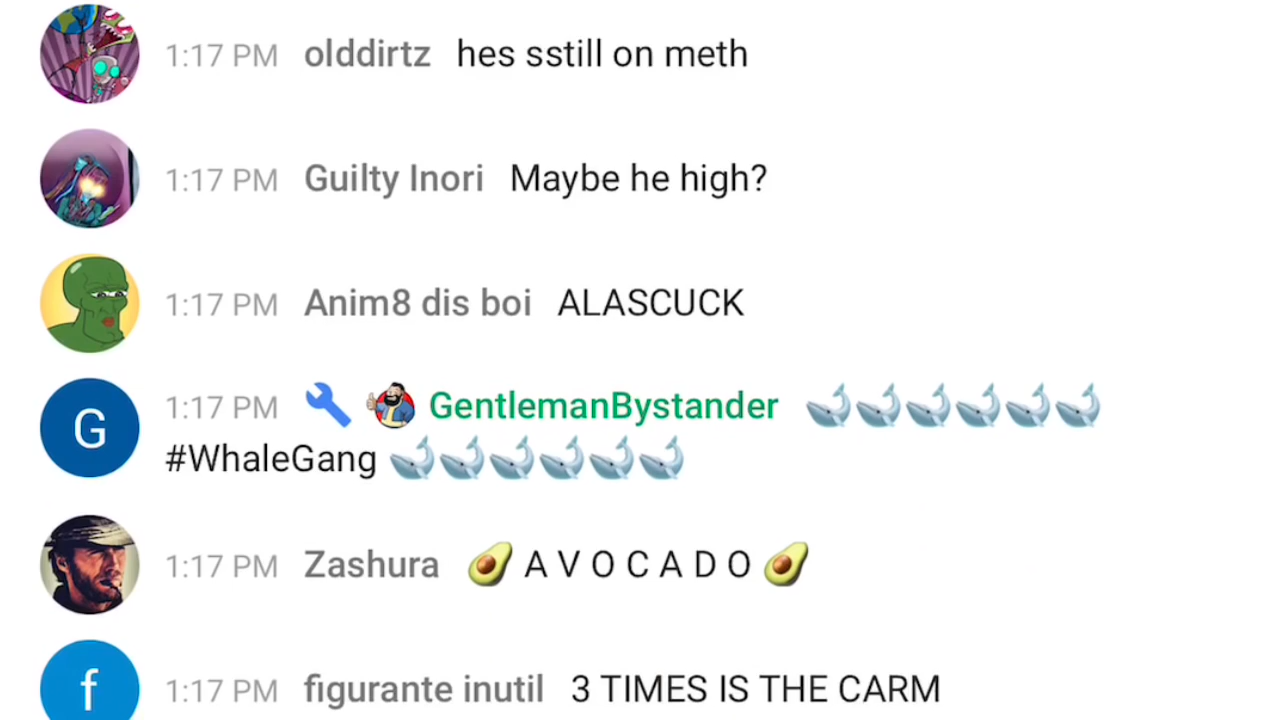 1:17 PM olddirtz hes sstill on meth
1:17 PM Guilty Inori Maybe he high?
1:17 PM Anim8 dis boi ALASCUCK
G 1:17 PM GentlemanBystander 🐋🐋🐋🐋🐋🐋
#WhaleGang 🐋🐋🐋🐋🐋🐋
1:17 PM Zashura 🥑 A V O C A D O 🥑
f 1:17 PM figurante inutil 3 TIMES IS THE CARM